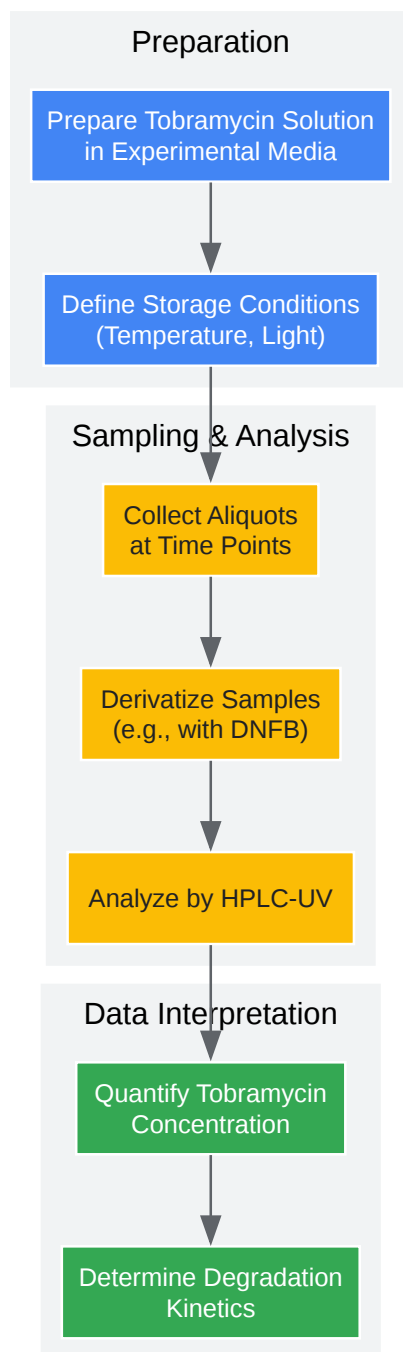 Preparation
Prepare Tobramycin Solution
in Experimental Media
Define Storage Conditions
(Temperature, Light)
Sampling & Analysis
Collect Aliquots
at Time Points
Derivatize Samples
(e.g., with DNFB)
Analyze by HPLC-UV
Data Interpretation
Quantify Tobramycin
Concentration
Determine Degradation
Kinetics